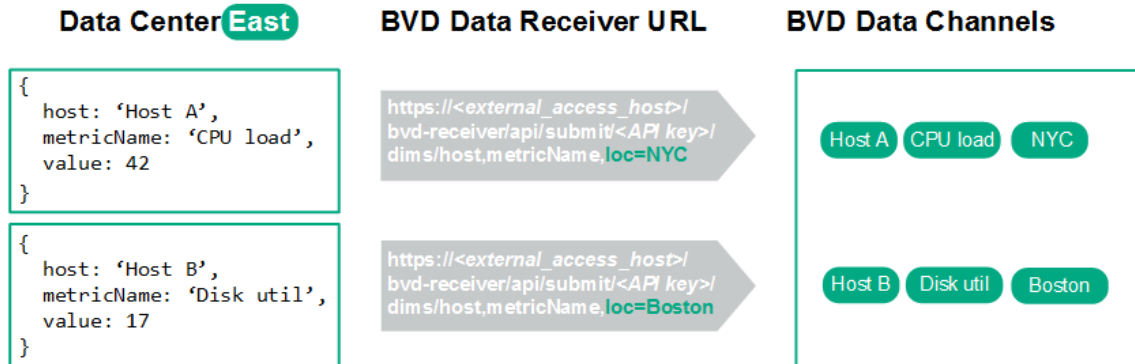 Data Center East
BVD Data Receiver URL
BVD Data Channels
{
host: ‘Host A’,
metricName: ‘CPU load’,
value: 42
}
https://<external_access_host>/
bvd-receiver/api/submit/<API key>/
dims/host,metricName,loc=NYC
Host A CPU load NYC
{
host: ‘Host B’,
metricName: ‘Disk util’,
value: 17
}
https://<external_access_host>/
bvd-receiver/api/submit/<API key>/
dims/host,metricName,loc=Boston
Host B Disk util Boston